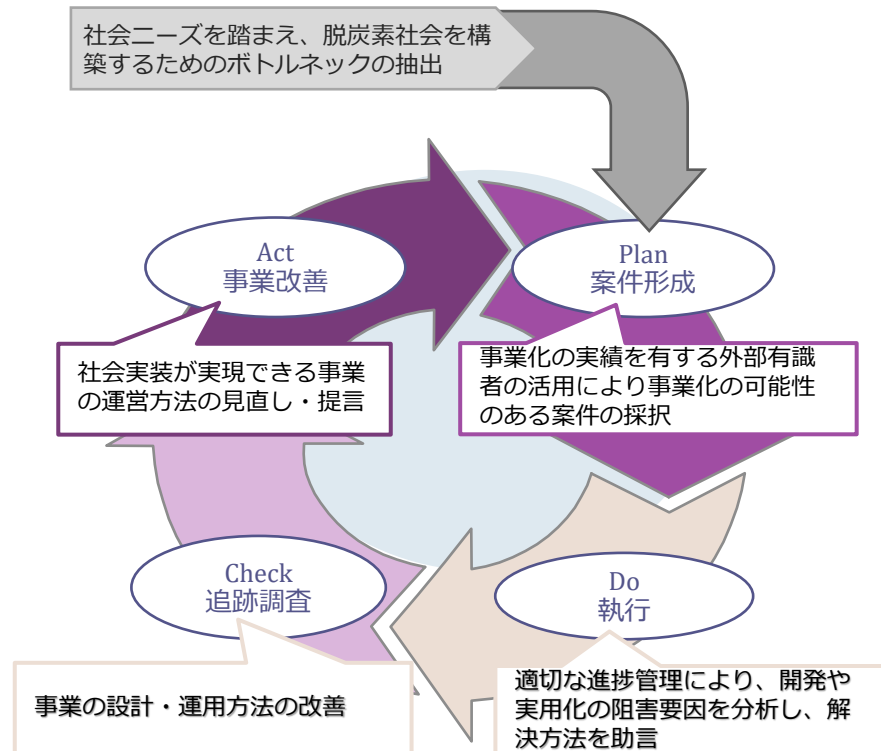 社会ニーズを踏まえ、脱炭素社会を構
築するためのボトルネックの抽出
Act
事業改善
Plan
案件形成
社会実装が実現できる事業
の運営方法の見直し・提言
事業化の実績を有する外部有識
者の活用により事業化の可能性
のある案件の採択
Check
追跡調査
Do
執行
事業の設計・運用方法の改善
適切な進捗管理により、開発や
実用化の阻害要因を分析し、解
決方法を助言